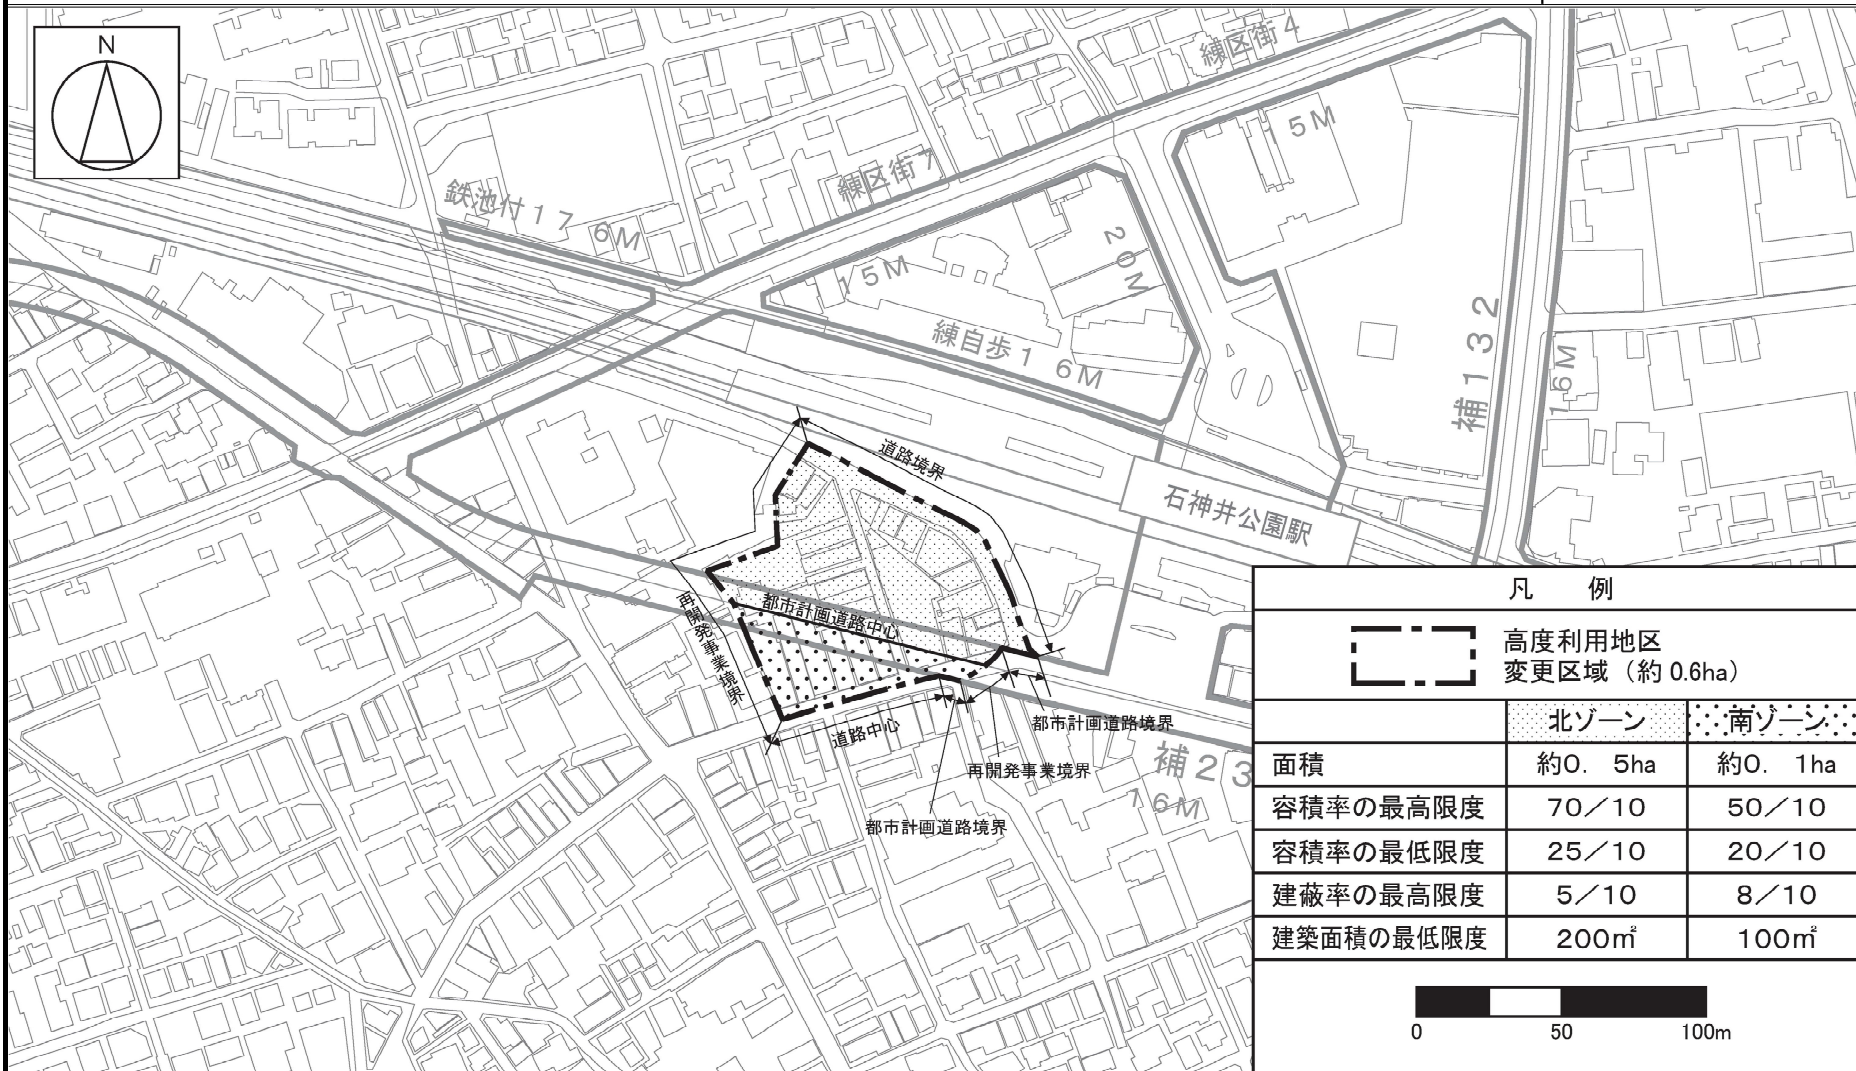 N
練区街4
15M
練区街7
鉄池付17 6M
20M
15M
練自歩1 6M
補132
16M
道路境界
石神井公園駅
再開発事業境界
都市計画道路中心
道路中心
都市計画道路境界
再開発事業境界
都市計画道路境界
補23
16M
凡 例
高度利用地区
変更区域（約0.6ha）
北ゾーン 南ゾーン
面積 約0. 5ha 約0. 1ha
容積率の最高限度 70／10 50／10
容積率の最低限度 25／10 20／10
建蔽率の最高限度 5／10 8／10
建築面積の最低限度 200㎡ 100㎡
0 50 100m